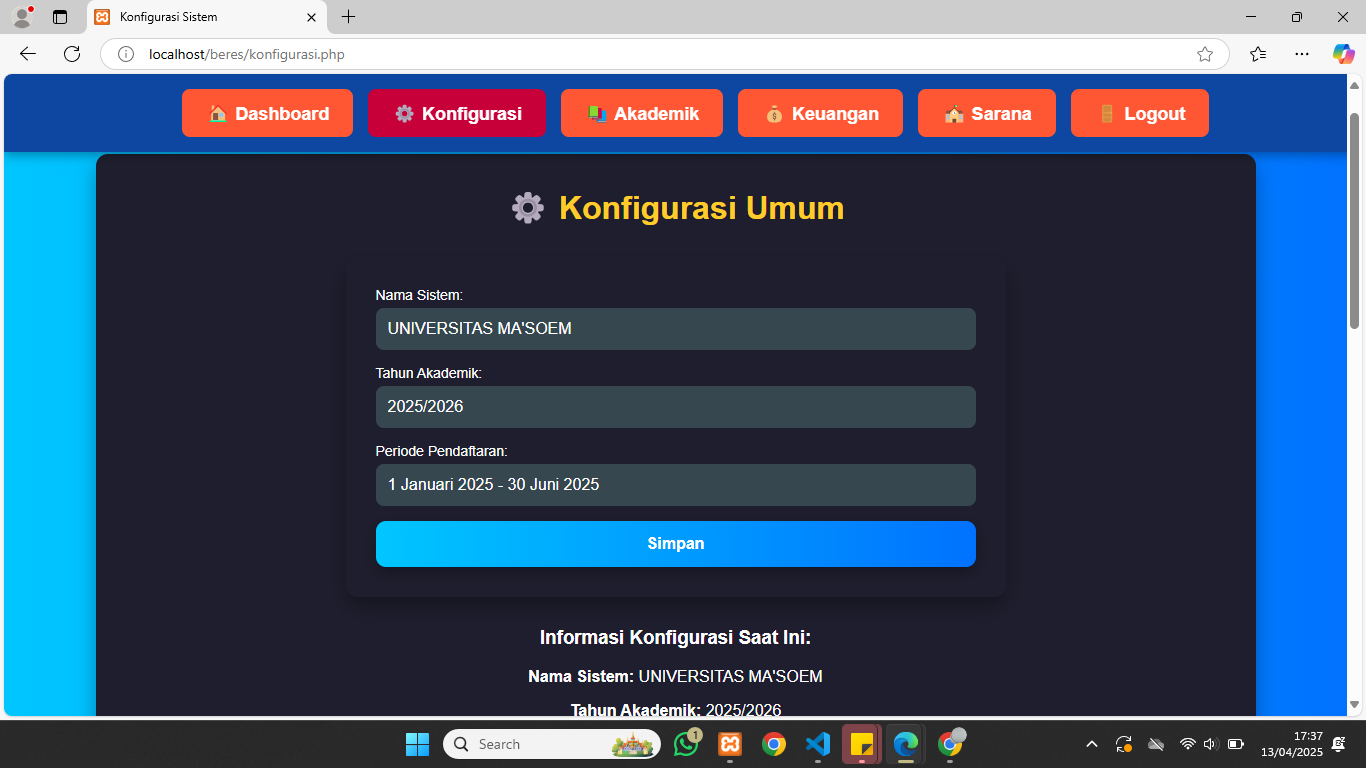 Konfigurasi Sistem
localhost/beres/konfigurasi.php
Dashboard
Konfigurasi
Akademik
Keuangan
Sarana
Logout
Konfigurasi Umum
Nama Sistem:
UNIVERSITAS MA'SOEM
Tahun Akademik:
2025/2026
Periode Pendaftaran:
1 Januari 2025 - 30 Juni 2025
Simpan
Informasi Konfigurasi Saat Ini:
Nama Sistem: UNIVERSITAS MA'SOEM
Tahun Akademik: 2025/2026
Search
1
17:37
13/04/2025